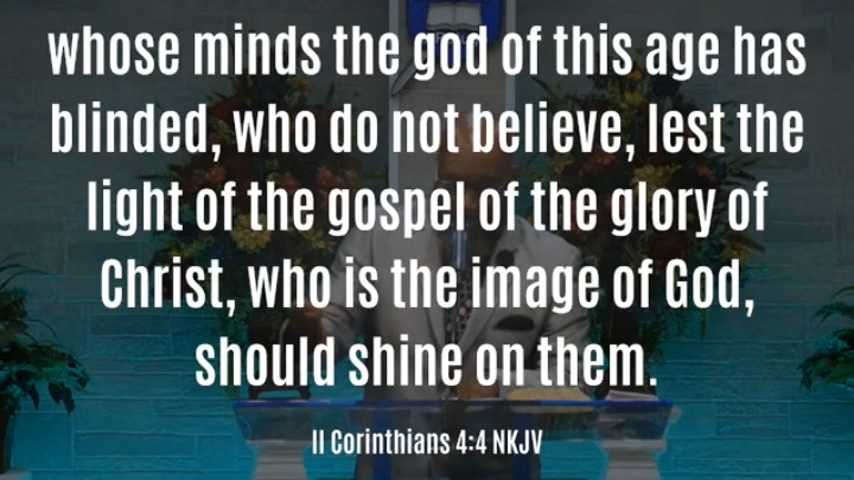 whose minds the god of this age has
blinded, who do not believe, lest the
light of the gospel of the glory of
Christ, who is the image of God,
should shine on them.
II Corinthians 4:4 NKJV